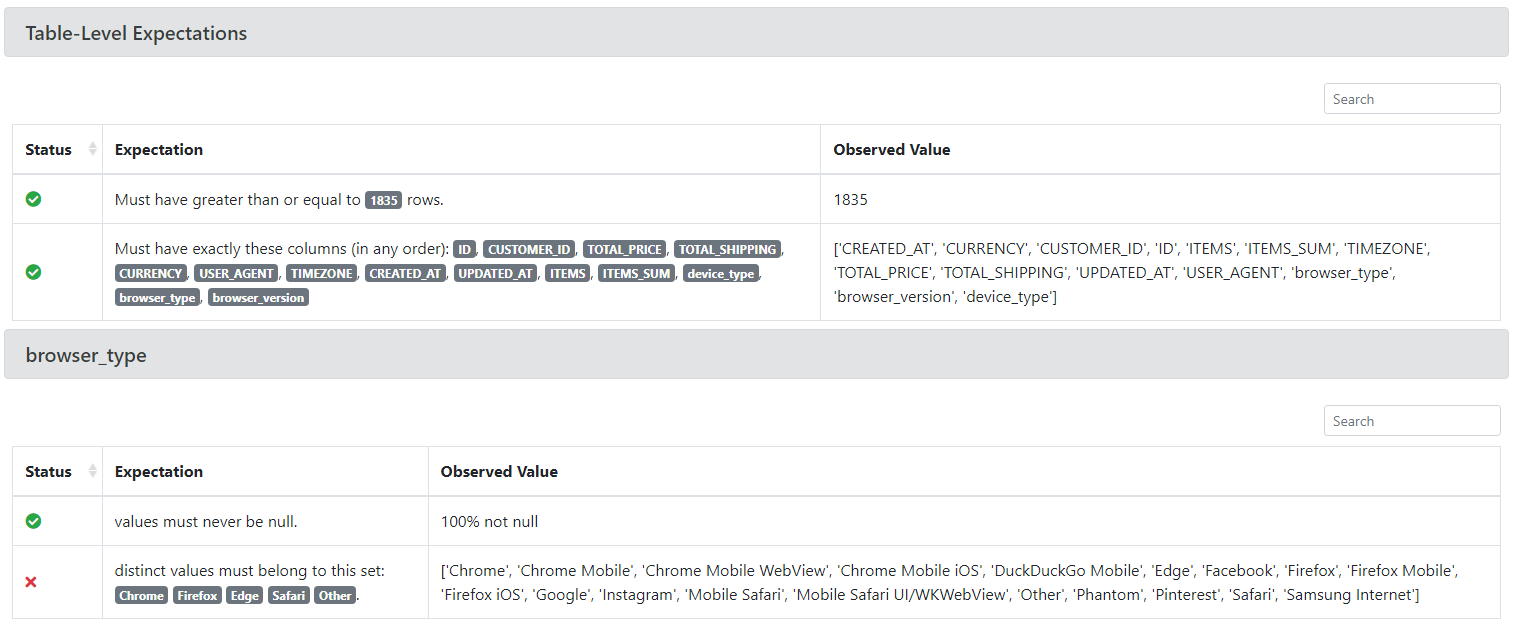 Table-Level Expectations
Search
Status Expectation Observed Value
Must have greater than or equal to 1835 rows. 1835
Must have exactly these columns (in any order): ID, CUSTOMER_ID, TOTAL_PRICE, TOTAL_SHIPPING,
CURRENCY, USER_AGENT, TIMEZONE, CREATED_AT, UPDATED_AT, ITEMS, ITEMS_SUM, device_type,
browser_type, browser_version
['CREATED_AT', 'CURRENCY', 'CUSTOMER_ID', 'ID', 'ITEMS', 'ITEMS_SUM', 'TIMEZONE',
'TOTAL_PRICE', 'TOTAL_SHIPPING', 'UPDATED_AT', 'USER_AGENT', 'browser_type',
'browser_version', 'device_type']
browser_type
Search
Status Expectation Observed Value
values must never be null. 100% not null
distinct values must belong to this set:
Chrome Firefox Edge Safari Other.
['Chrome', 'Chrome Mobile', 'Chrome Mobile WebView', 'Chrome Mobile iOS', 'DuckDuckGo Mobile', 'Edge', 'Facebook', 'Firefox', 'Firefox Mobile',
'Firefox iOS', 'Google', 'Instagram', 'Mobile Safari', 'Mobile Safari UI/WKWebView', 'Other', 'Phantom', 'Pinterest', 'Safari', 'Samsung Internet']